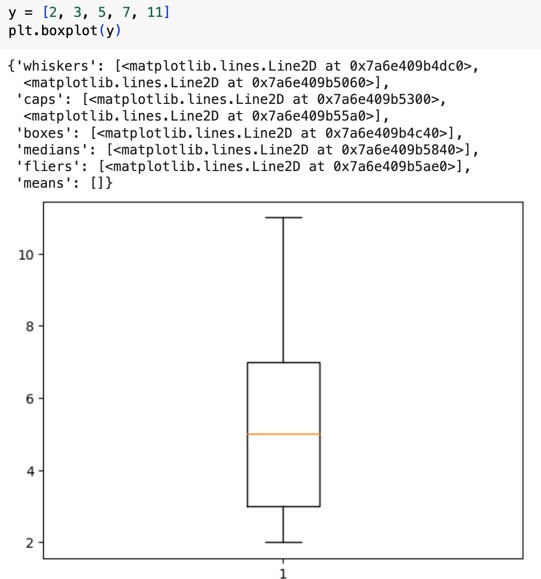 y = [2, 3, 5, 7, 11]
plt.boxplot(y)
{'whiskers': [<matplotlib.lines.Line2D at 0x7a6e409b4dc0>,
<matplotlib.lines.Line2D at 0x7a6e409b5060>],
'caps': [<matplotlib.lines.Line2D at 0x7a6e409b5300>,
<matplotlib.lines.Line2D at 0x7a6e409b55a0>],
'boxes': [<matplotlib.lines.Line2D at 0x7a6e409b4c40>],
'medians': [<matplotlib.lines.Line2D at 0x7a6e409b5840>],
'fliers': [<matplotlib.lines.Line2D at 0x7a6e409b5ae0>],
'means': []}
10
8
6
4
2
1